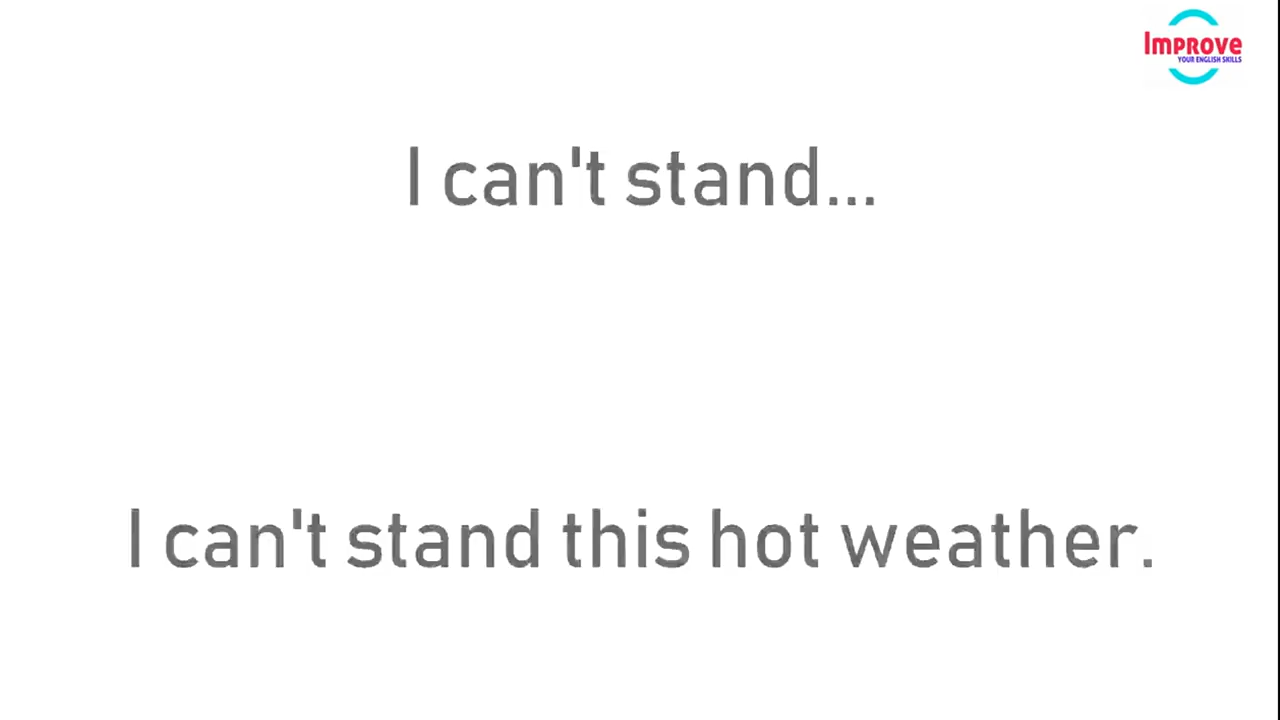 Improve
YOUR ENGLISH SKILLS
I can't stand...
I can't stand this hot weather.